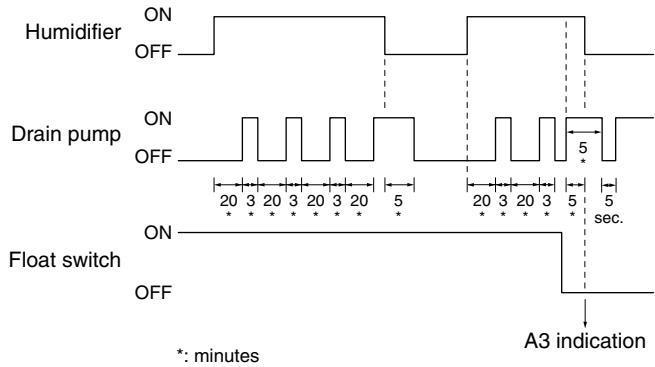 ON
Humidifier
OFF
ON
Drain pump
OFF
5
*
20 3 20 3 20 3 20 5 20 3 20 3 5 5
* * * * * * * * * * * * * sec.
ON
Float switch
OFF
A3 indication
*: minutes